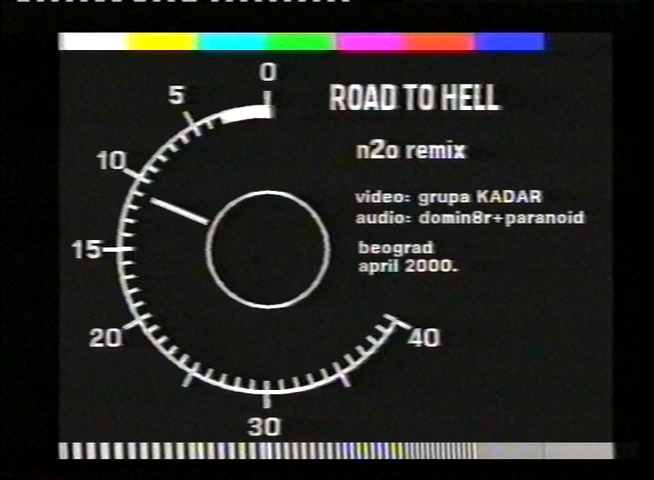 0
5
10
15
20
30
40
ROAD TO HELL
n2o remix
video: grupa KADAR
audio: domin8r+paranoid
beograd
april 2000.